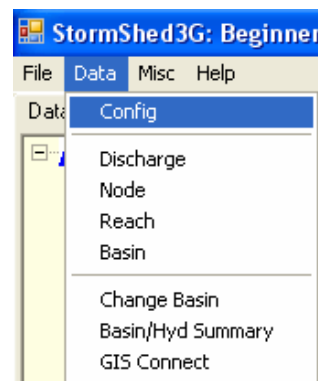 StormShed3G: Beginner
File Data Misc Help
Data
Config
Discharge
Node
Reach
Basin
Change Basin
Basin/Hyd Summary
GIS Connect